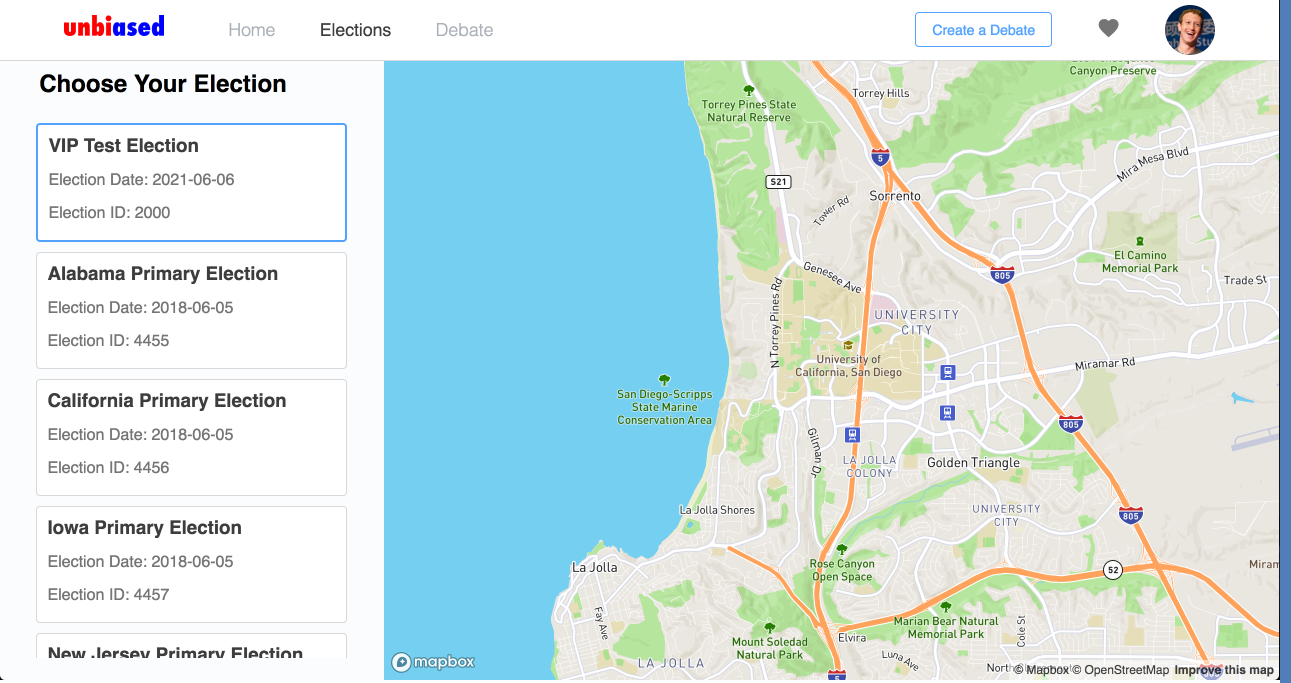 unbiased
Home
Elections
Debate
Create a Debate
Choose Your Election
VIP Test Election
Election Date: 2021-06-06
Election ID: 2000
Alabama Primary Election
Election Date: 2018-06-05
Election ID: 4455
California Primary Election
Election Date: 2018-06-05
Election ID: 4456
Iowa Primary Election
Election Date: 2018-06-05
Election ID: 4457
New Jersey Primary Election
Canyon Preserve
Torrey Hills
Torrey Pines State
Natural Reserve
5
Mira Mesa Blvd
S21
Sorrento
Tower Rd
El Camino
Memorial Park
Genesee Ave
805
Trade St
N Torrey Pines Rd
UNIVERSITY
CITY
University of
California, San Diego
Miramar Rd
San Diego-Scripps
State Marine
Conservation Area
805
Gilman Dr
LA JOLLA
COLONY
Golden Triangle
La Jolla Shores
UNIVERSITY
CITY
805
La Jolla
Rose Canyon
Open Space
52
Miram
Fay Ave
Marian Bear Natural
Memorial Park
Cole St
Mount Soledad
Natural Park
Elvira
Luna Ave
LA JOLLA
5
mapbox
North
© Mapbox © OpenStreetMap Improve this map